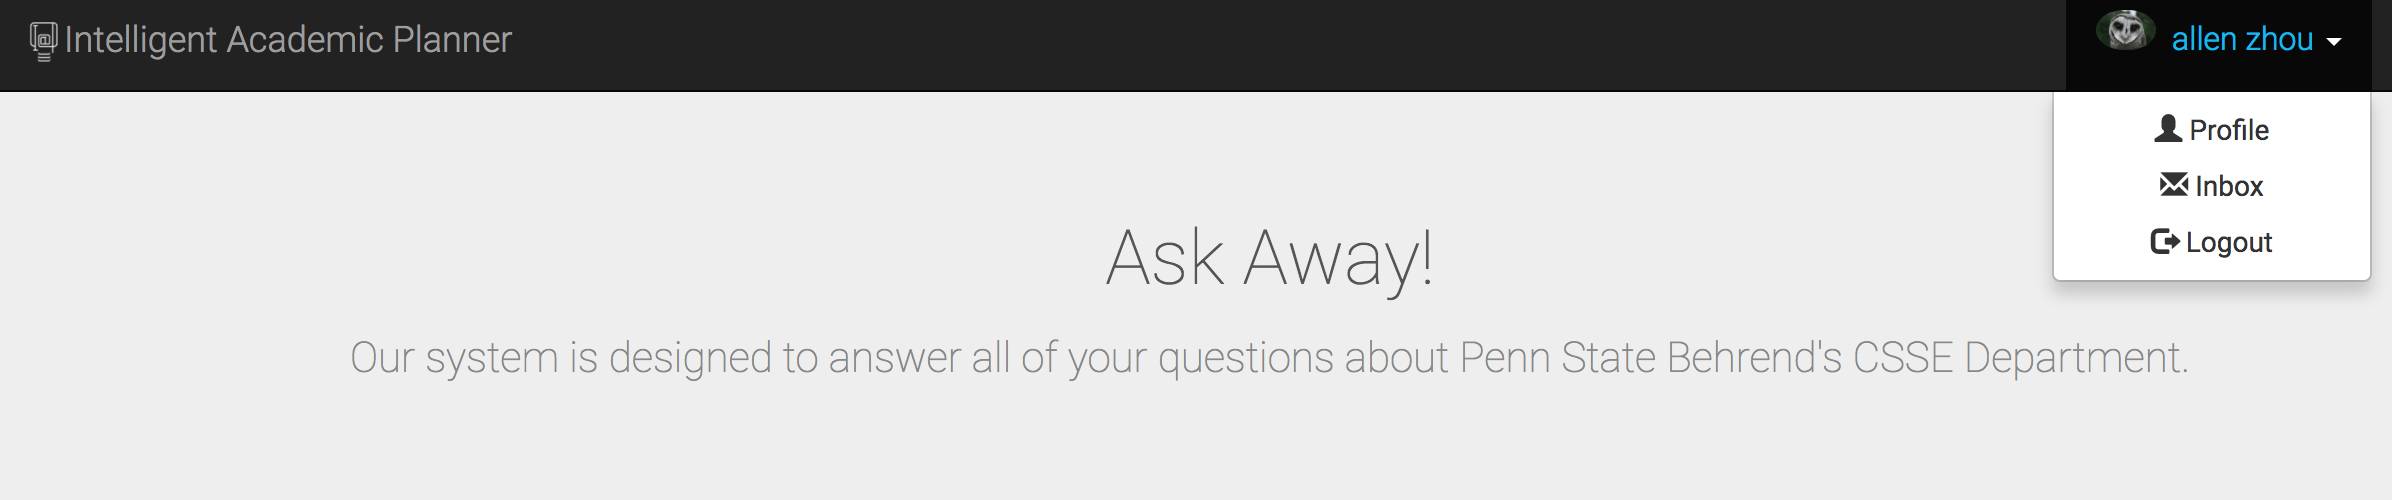 Intelligent Academic Planner
allen zhou
Profile
Inbox
Logout
Ask Away!
Our system is designed to answer all of your questions about Penn State Behrend's CSSE Department.